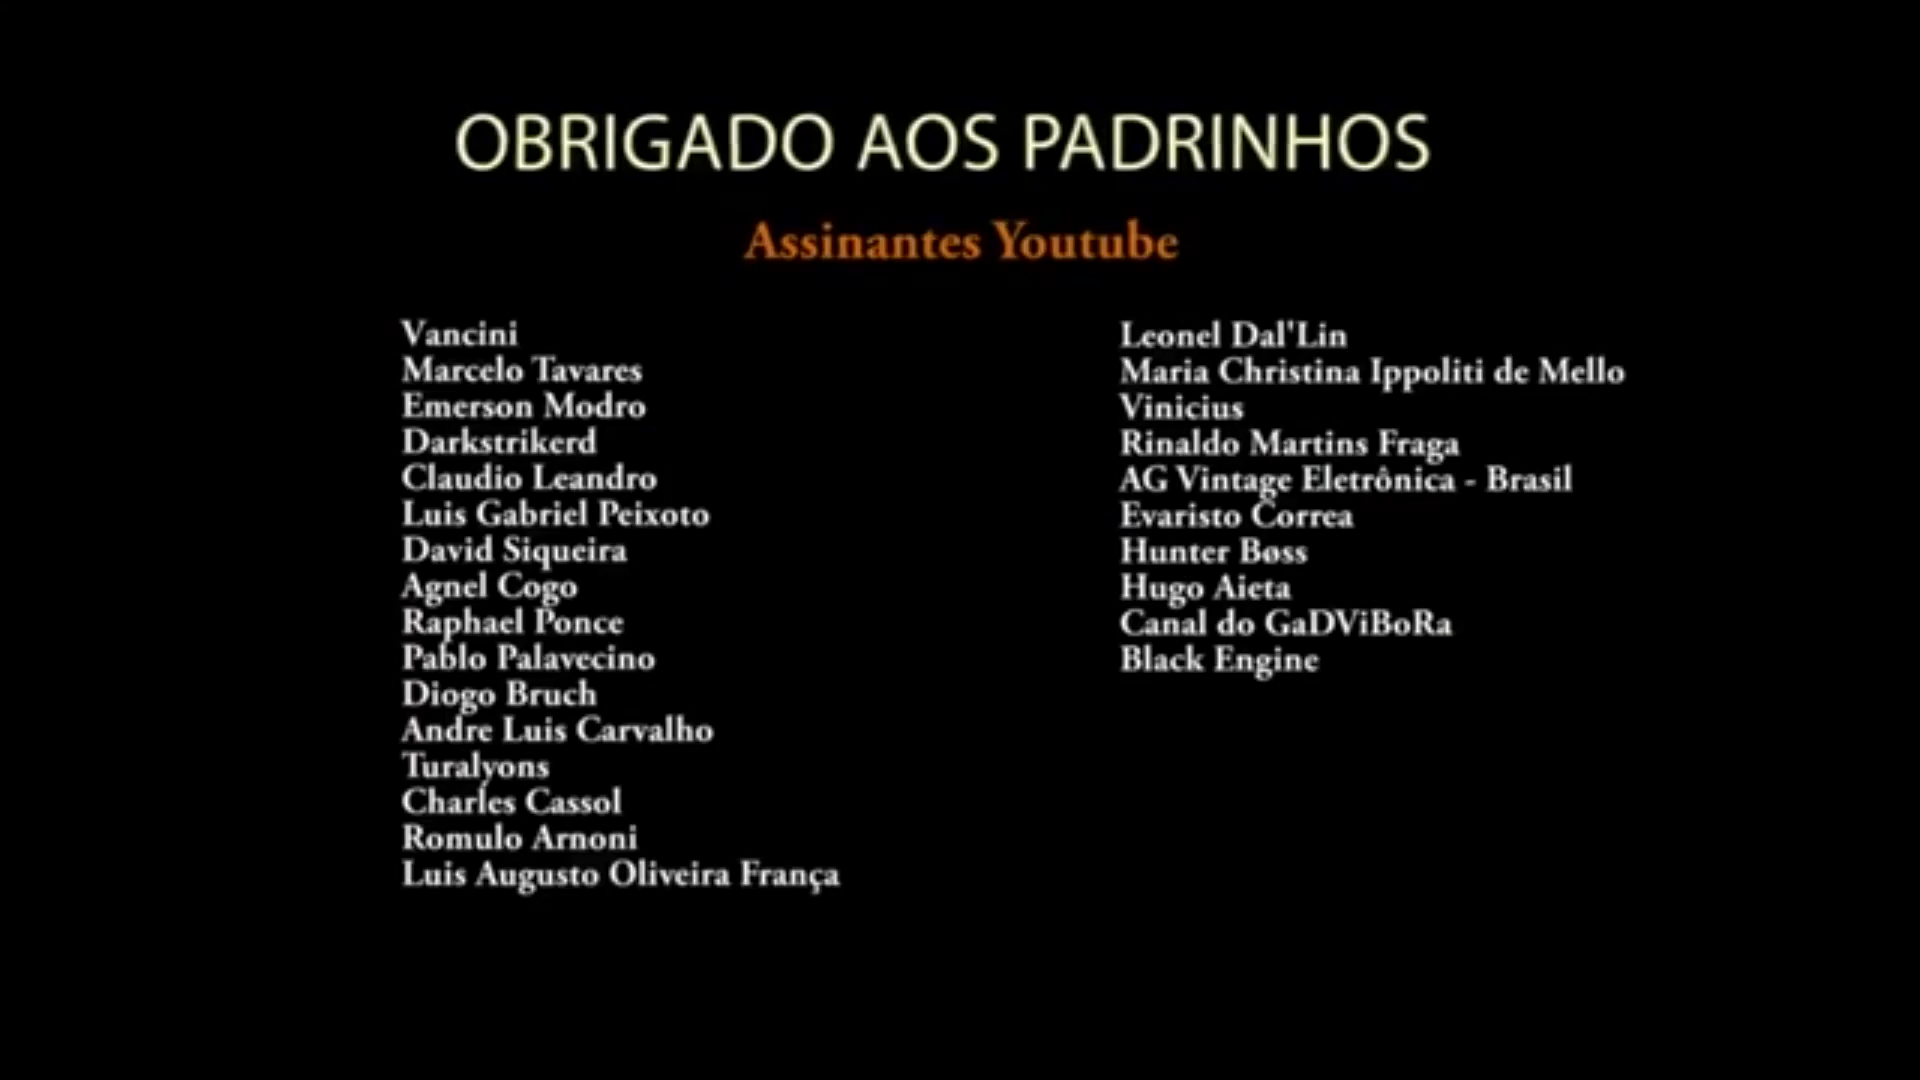 OBRIGADO AOS PADRINHOS
Assinantes Youtube
Vancini
Marcelo Tavares
Emerson Modro
Darkstrikerd
Claudio Leandro
Luis Gabriel Peixoto
David Siqueira
Agnel Cogo
Raphael Ponce
Pablo Palavecino
Diogo Bruch
Andre Luis Carvalho
Turalyons
Charles Cassol
Romulo Arnoni
Luis Augusto Oliveira França
Leonel Dal'Lin
Maria Christina Ippoliti de Mello
Vinicius
Rinaldo Martins Fraga
AG Vintage Eletrônica - Brasil
Evaristo Correa
Hunter Bøss
Hugo Aieta
Canal do GaDViBoRa
Black Engine